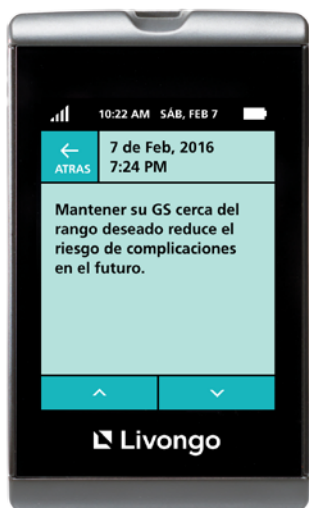 10:22 AM SÁB, FEB 7
ATRAS
7 de Feb, 2016
7:24 PM
Mantener su GS cerca del
rango deseado reduce el
riesgo de complicaciones
en el futuro.
Livongo